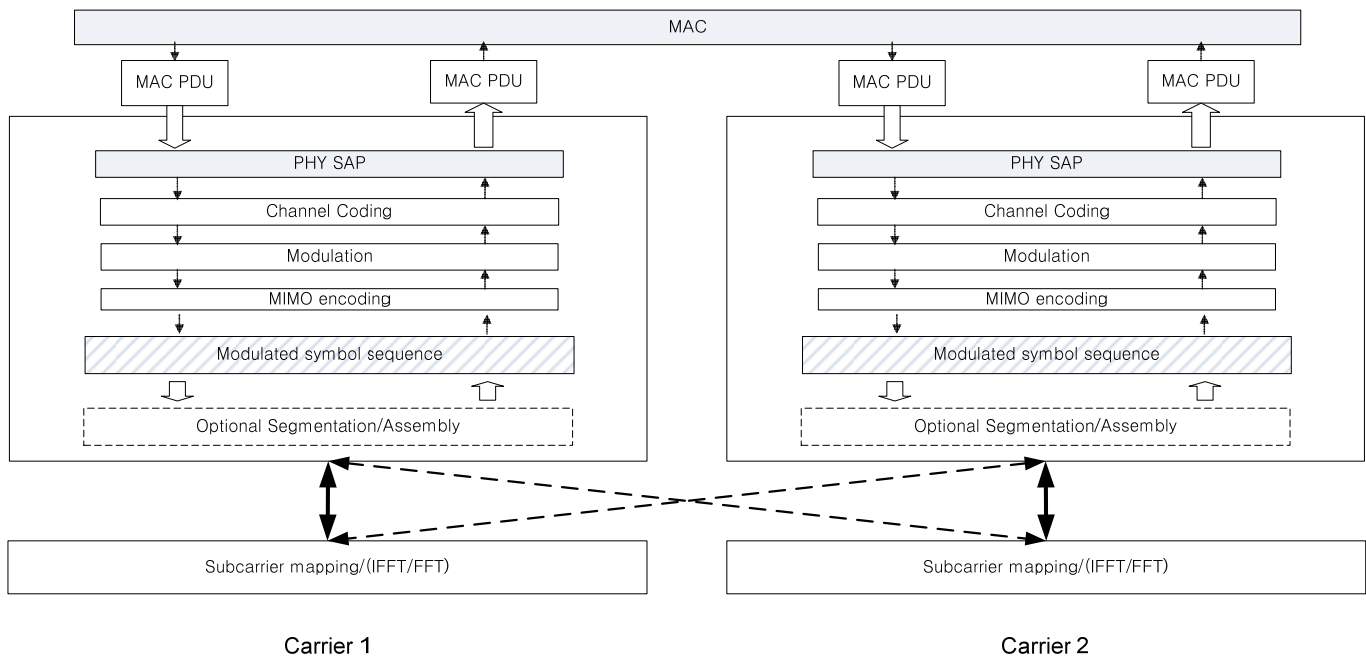 MAC
MAC PDU
MAC PDU
MAC PDU
MAC PDU
PHY SAP
Channel Coding
Modulation
MIMO encoding
Modulated symbol sequence
Optional Segmentation/Assembly
PHY SAP
Channel Coding
Modulation
MIMO encoding
Modulated symbol sequence
Optional Segmentation/Assembly
Subcarrier mapping/(IFFT/FFT)
Subcarrier mapping/(IFFT/FFT)
Carrier 1
Carrier 2